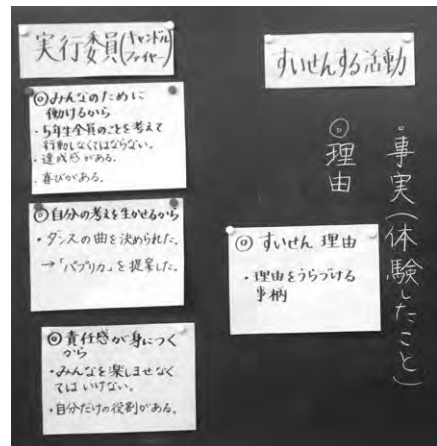 すいせんする活動
・事実(体験したこと)
◎理由
◎ すいせん 理由
・理由をうらづける
事柄
実行委員(キャンドル
ファイヤー)
◎みんなのために
働けるから
・5年生全員のことを考えて
行動しなくてはならない。
・達成感がある。
・喜びがある。
◎自分の考えを生かせるから
・ダンスの曲を決められた。
→「パプリカ」を提案した。
◎責任感が身につく
から
・みんなを楽しませなく
てはいけない。
・自分だけの役割がある。